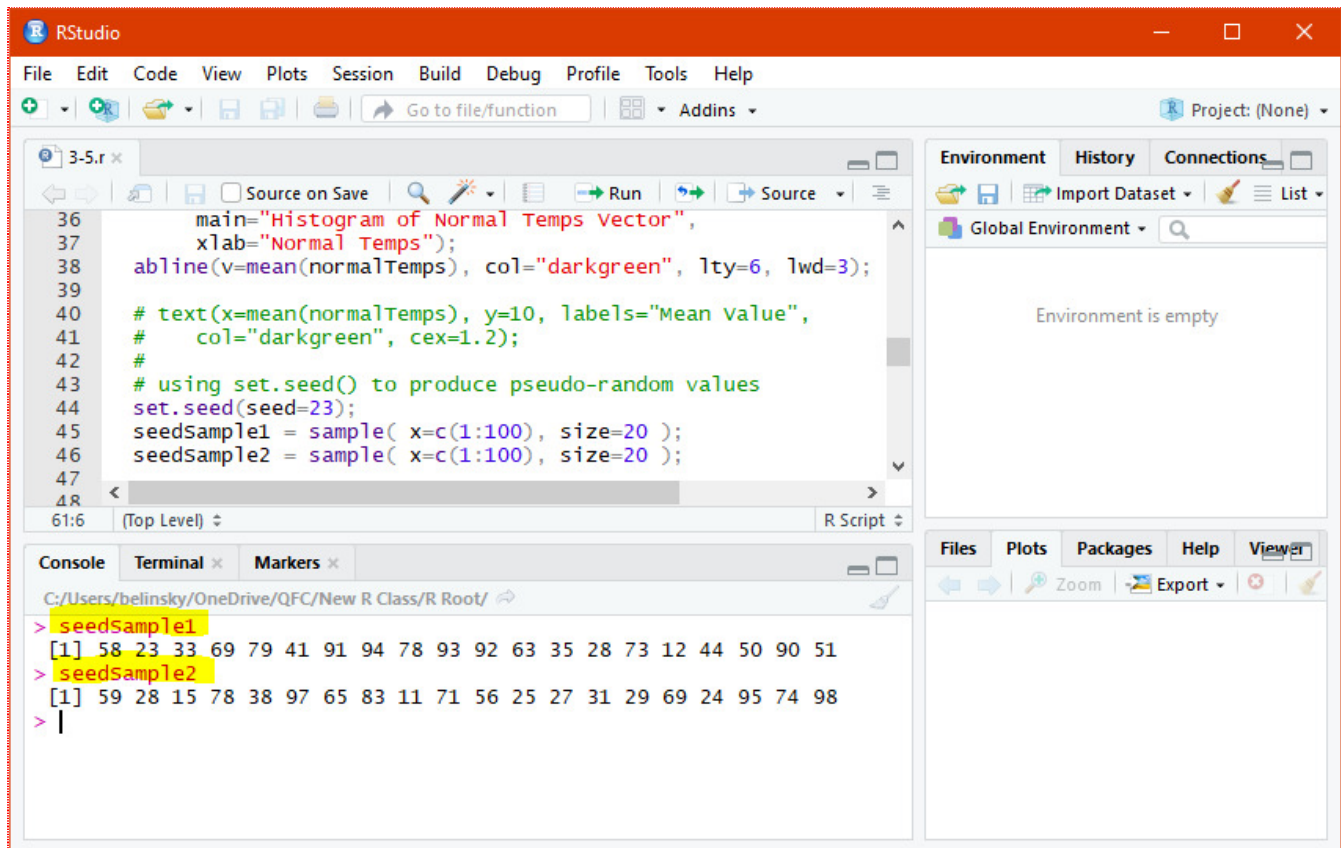 RStudio
File Edit Code View Plots Session Build Debug Profile Tools Help
Go to file/function
Addins
Project: (None)
3-5.r
Source on Save
Run
Source
36 main="Histogram of Normal Temps Vector",
37 xlab="Normal Temps");
38 abline(v=mean(normalTemps), col="darkgreen", lty=6, lwd=3);
39
40 # text(x=mean(normalTemps), y=10, labels="Mean Value",
41 #    col="darkgreen", cex=1.2);
42 #
43 # using set.seed() to produce pseudo-random values
44 set.seed(seed=23);
45 seedSample1 = sample( x=c(1:100), size=20 );
46 seedSample2 = sample( x=c(1:100), size=20 );
47
48
61:6 (Top Level)
R Script
Console Terminal Markers
C:/Users/belinsky/OneDrive/QFC/New R Class/R Root/
> seedSample1
[1] 58 23 33 69 79 41 91 94 78 93 92 63 35 28 73 12 44 50 90 51
> seedSample2
[1] 59 28 15 78 38 97 65 83 11 71 56 25 27 31 29 69 24 95 74 98
>
Environment History Connections
Import Dataset
List
Global Environment
Environment is empty
Files Plots Packages Help Viewer
Zoom
Export